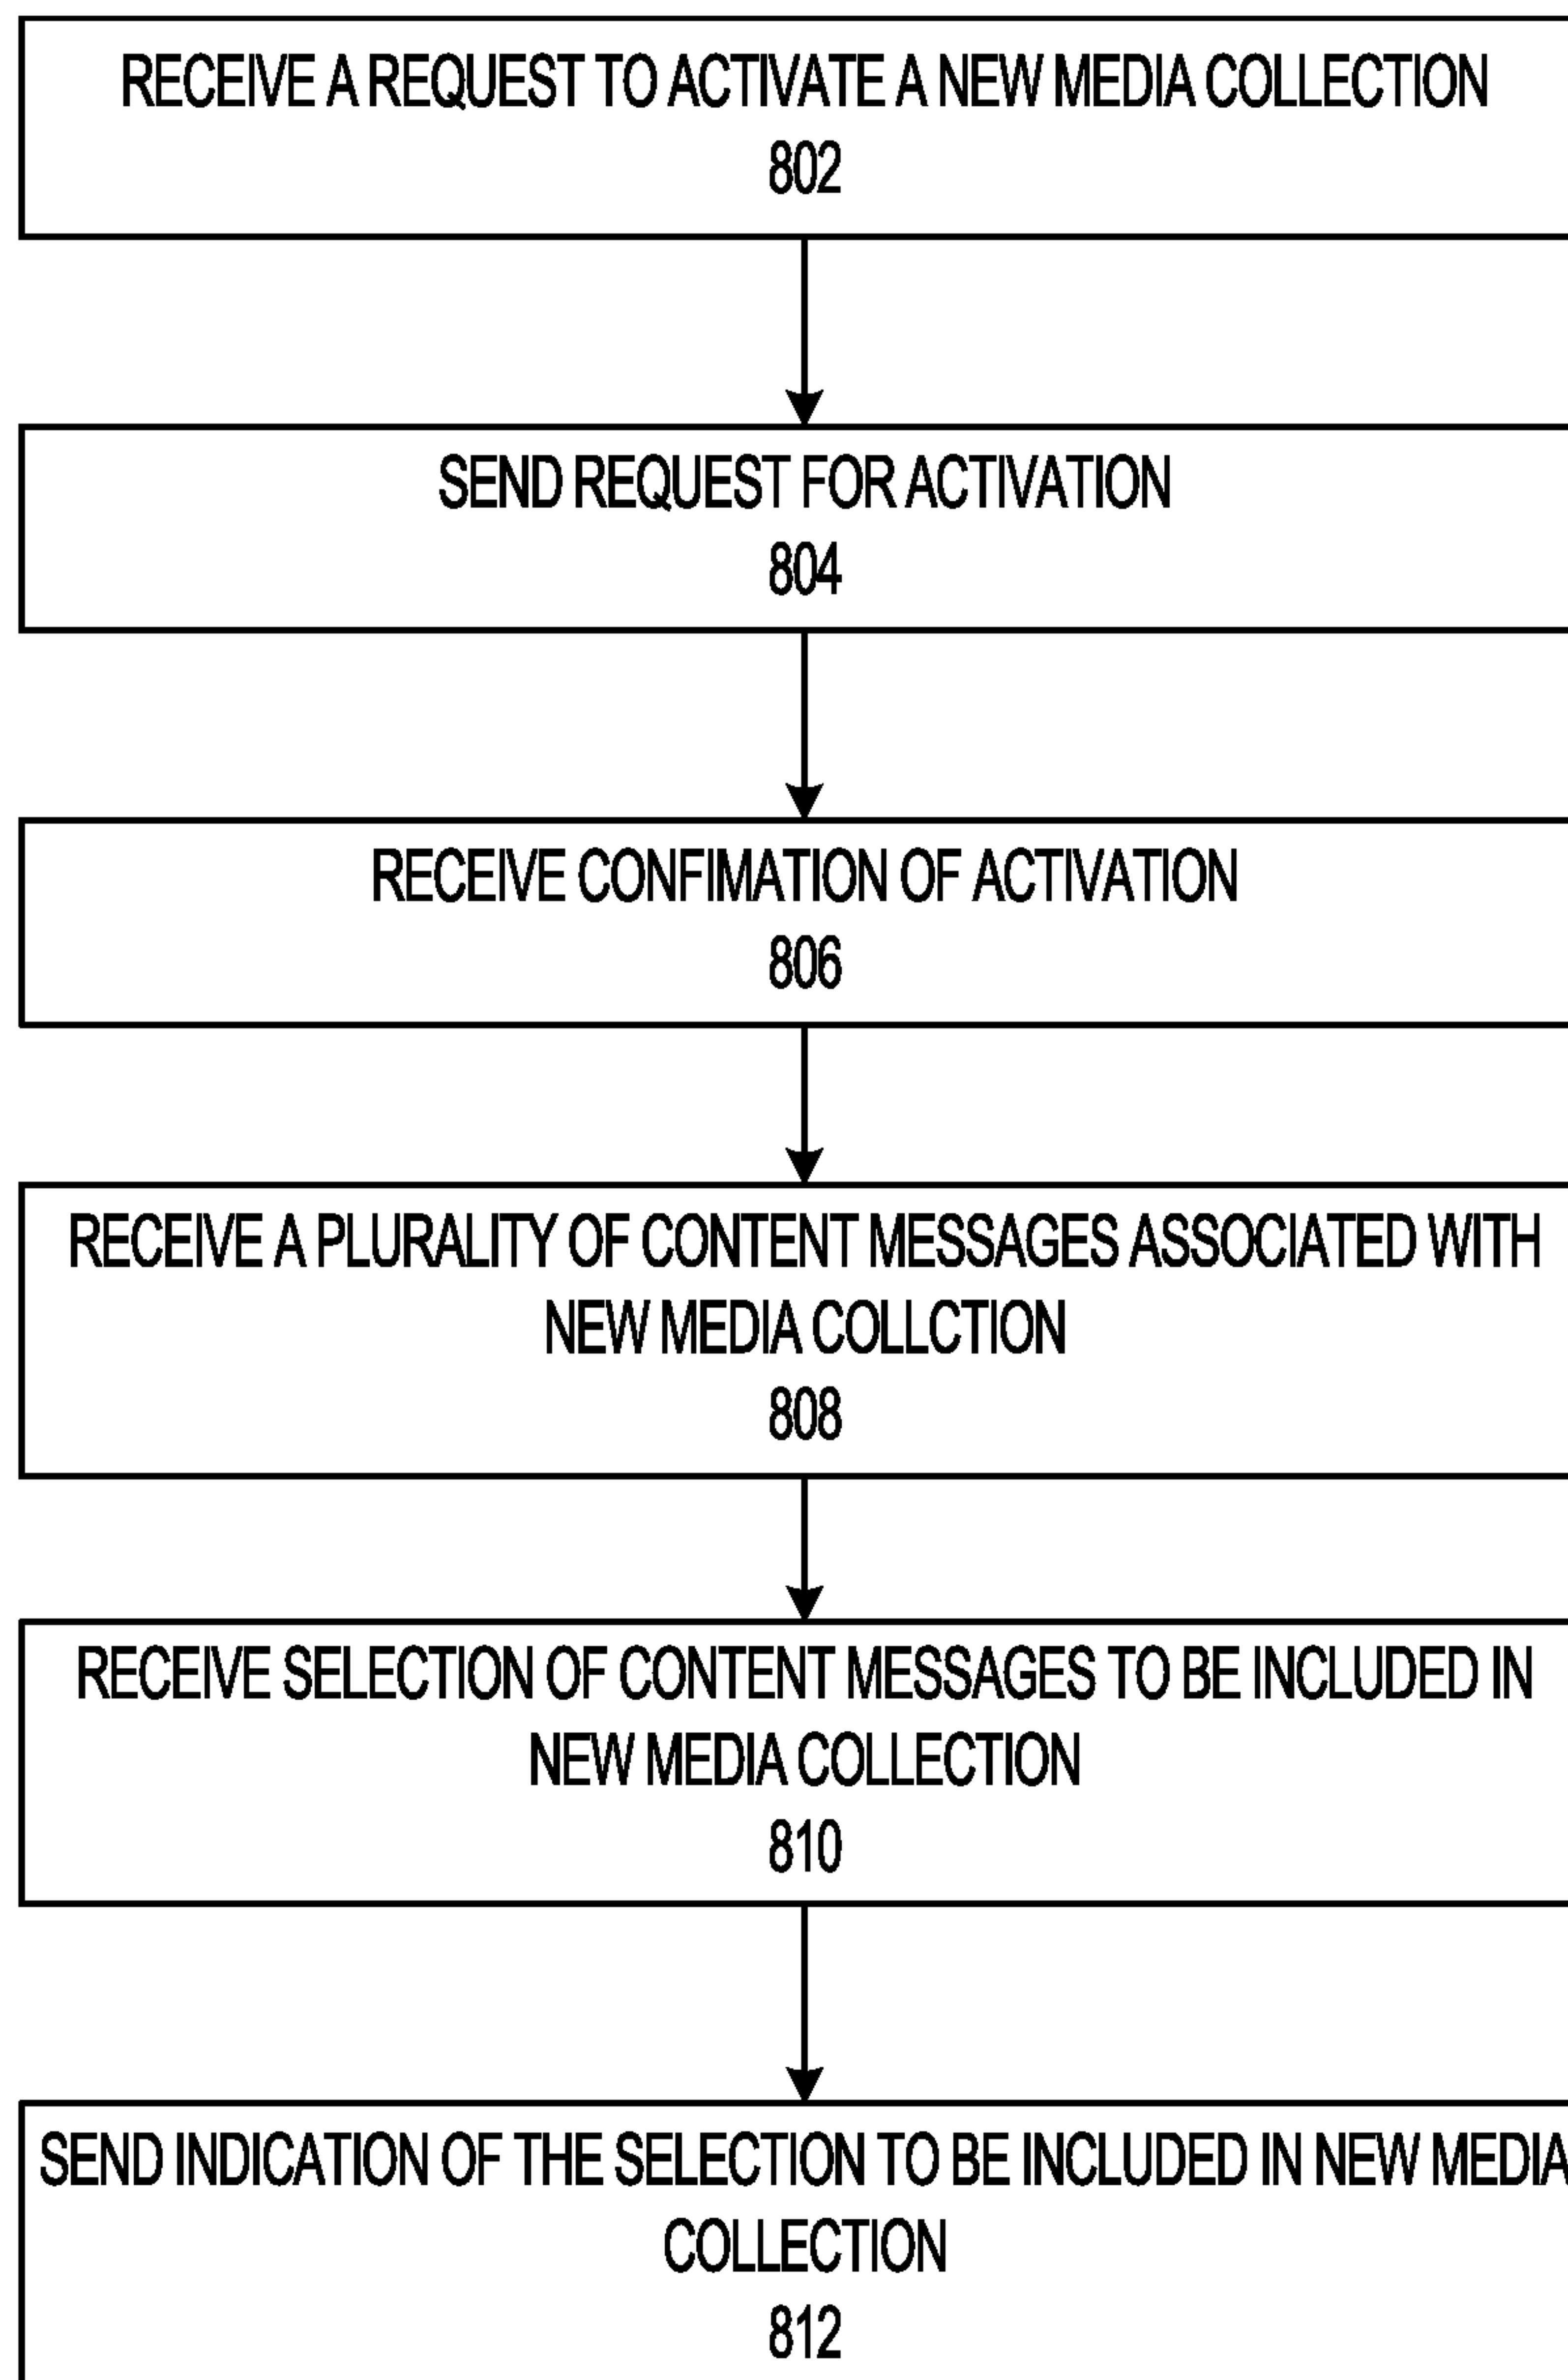 RECEIVE A REQUEST TO ACTIVATE A NEW MEDIA COLLECTION
802
SEND REQUEST FOR ACTIVATION
804
RECEIVE CONFIMATION OF ACTIVATION
806
RECEIVE A PLURALITY OF CONTENT MESSAGES ASSOCIATED WITH
NEW MEDIA COLLCTION
808
RECEIVE SELECTION OF CONTENT MESSAGES TO BE INCLUDED IN
NEW MEDIA COLLECTION
810
SEND INDICATION OF THE SELECTION TO BE INCLUDED IN NEW MEDIA
COLLECTION
812